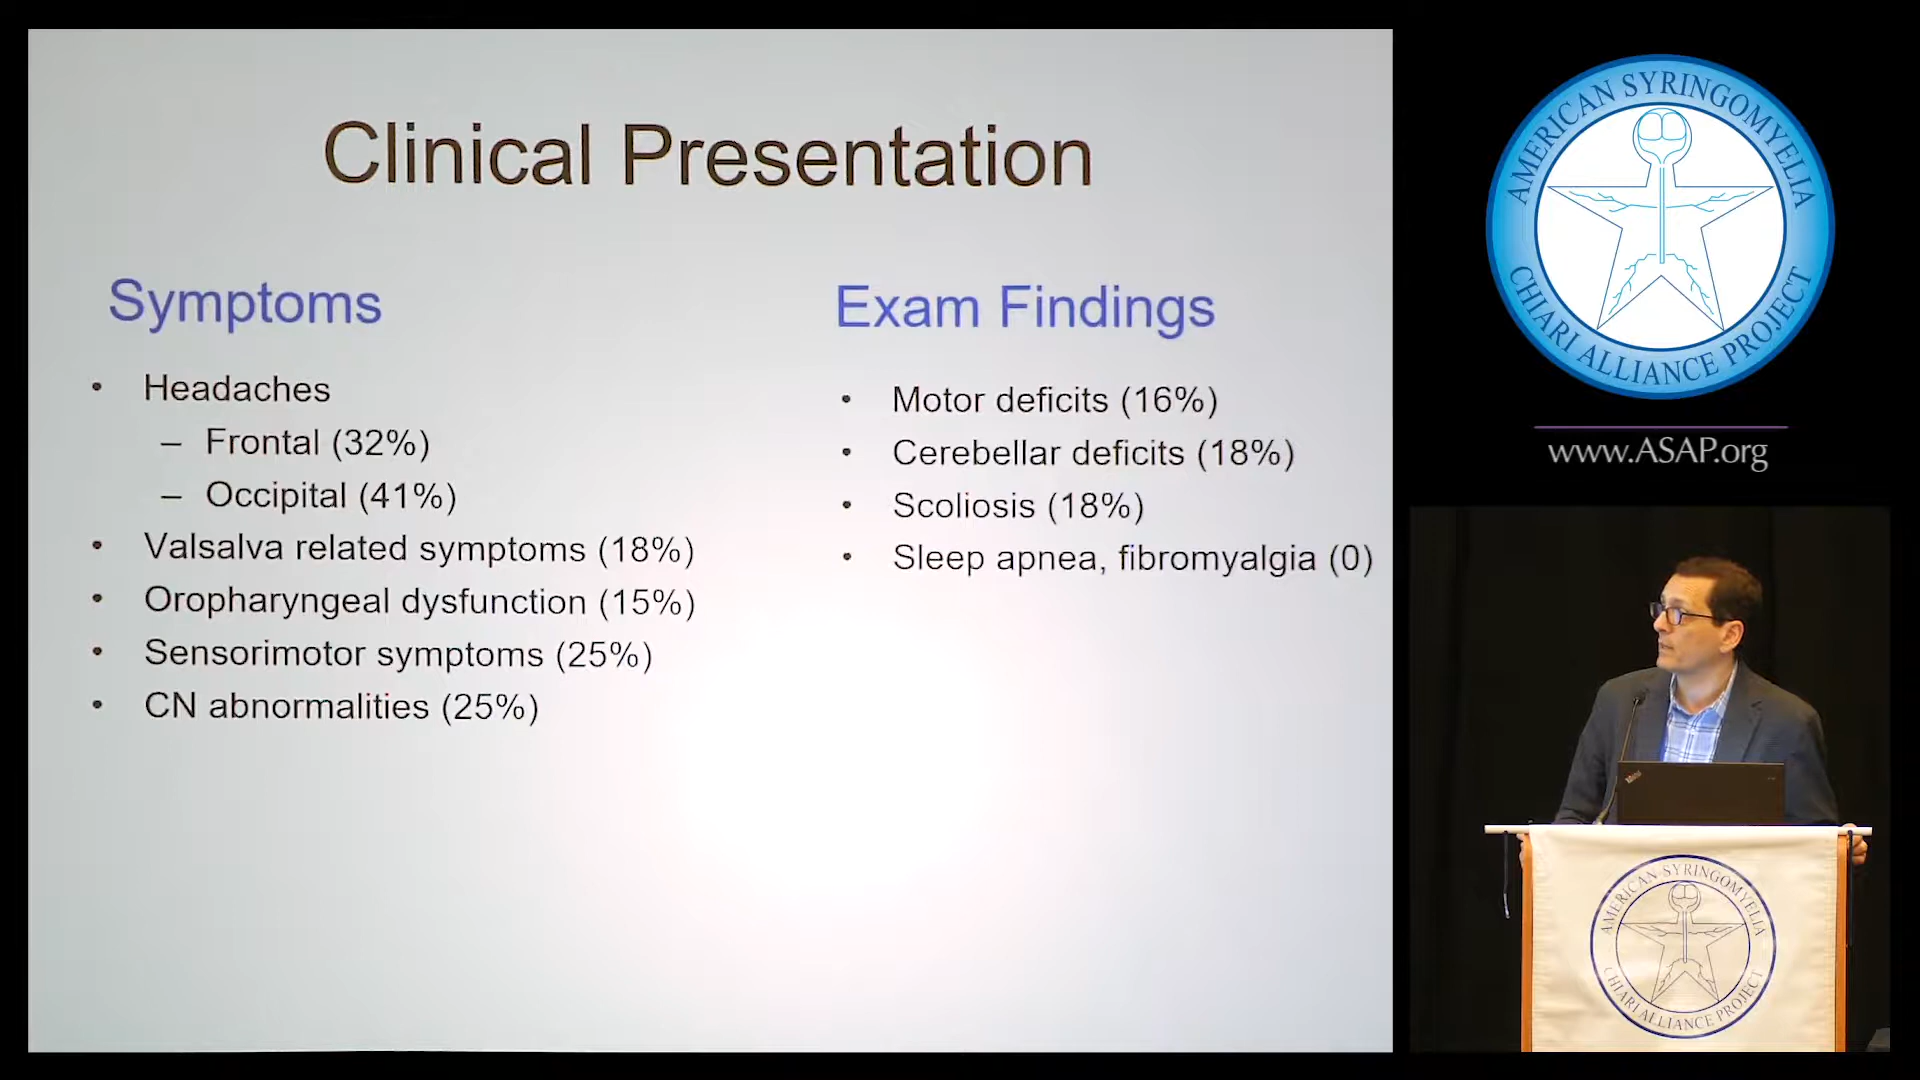 Clinical Presentation
Symptoms
• Headaches
– Frontal (32%)
– Occipital (41%)
• Valsalva related symptoms (18%)
• Oropharyngeal dysfunction (15%)
• Sensorimotor symptoms (25%)
• CN abnormalities (25%)
Exam Findings
• Motor deficits (16%)
• Cerebellar deficits (18%)
• Scoliosis (18%)
• Sleep apnea, fibromyalgia (0)
AMERICAN SYRINGOMYELIA
CHIARI ALLIANCE PROJECT
www.ASAP.org
AMERICAN SYRINGOMYELIA
CHIARI ALLIANCE PROJECT